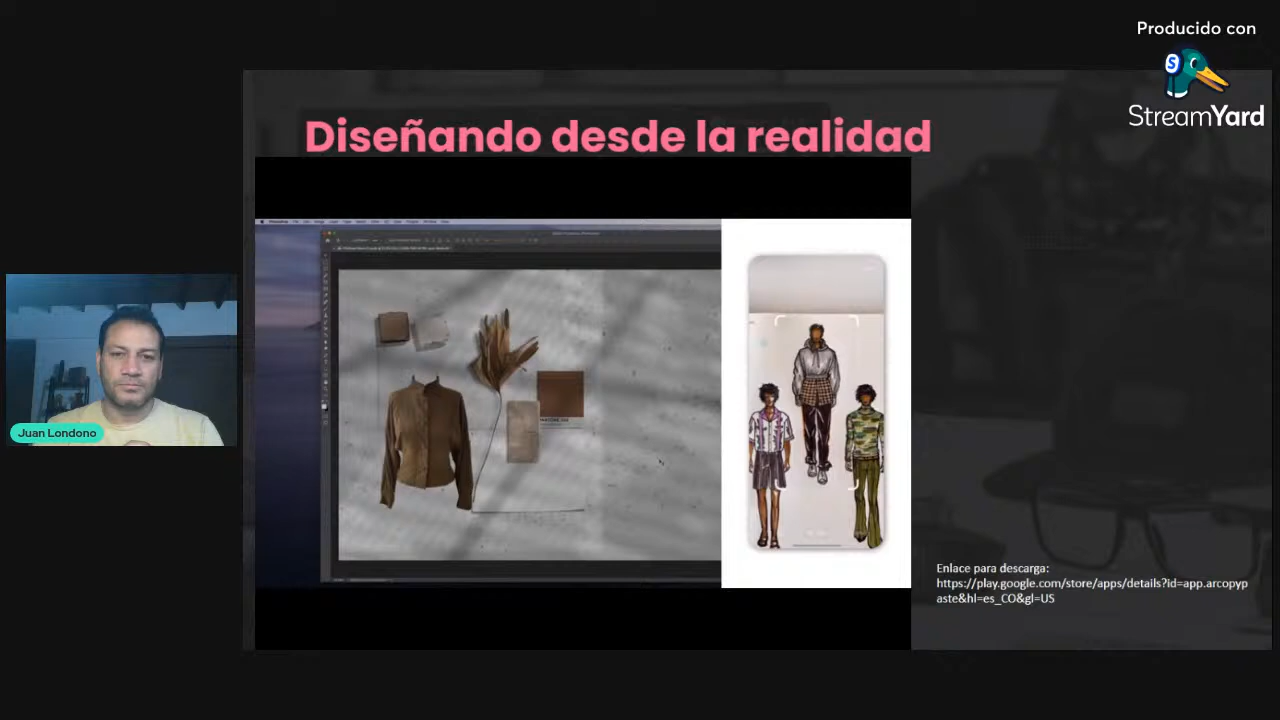 Producido con
StreamYard
Diseñando desde la realidad
Juan Londono
Enlace para descarga:
https://play.google.com/store/apps/details?id=app.arcopyp
aste&hl=es_CO&gl=US